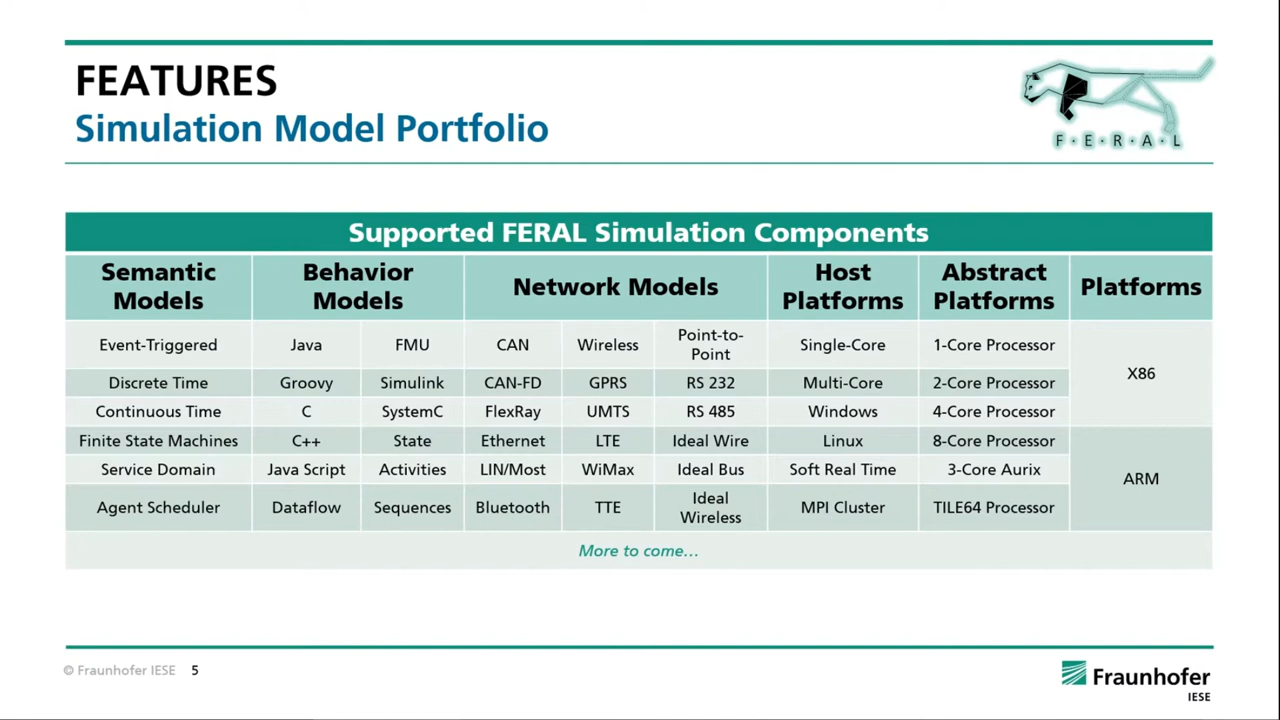 FEATURES
Simulation Model Portfolio
F·E·R·A·L
Supported FERAL Simulation Components
Semantic Models
Behavior Models
Network Models
Host Platforms
Abstract Platforms
Platforms
Event-Triggered Java FMU CAN Wireless Point-to-Point Single-Core 1-Core Processor
X86
Discrete Time Groovy Simulink CAN-FD GPRS RS 232 Multi-Core 2-Core Processor
Continuous Time C SystemC FlexRay UMTS RS 485 Windows 4-Core Processor
Finite State Machines C++ State Ethernet LTE Ideal Wire Linux 8-Core Processor
ARM
Service Domain Java Script Activities LIN/Most WiMax Ideal Bus Soft Real Time 3-Core Aurix
Agent Scheduler Dataflow Sequences Bluetooth TTE Ideal Wireless MPI Cluster TILE64 Processor
More to come…
© Fraunhofer IESE 5
Fraunhofer
IESE